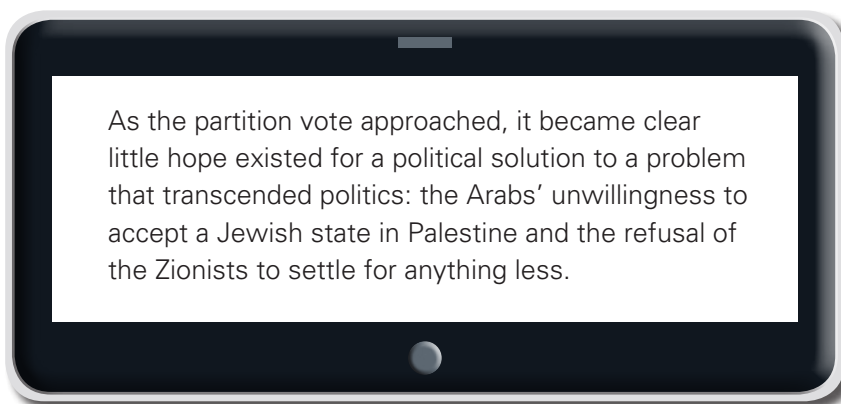 As the partition vote approached, it became clear
little hope existed for a political solution to a problem
that transcended politics: the Arabs’ unwillingness to
accept a Jewish state in Palestine and the refusal of
the Zionists to settle for anything less.